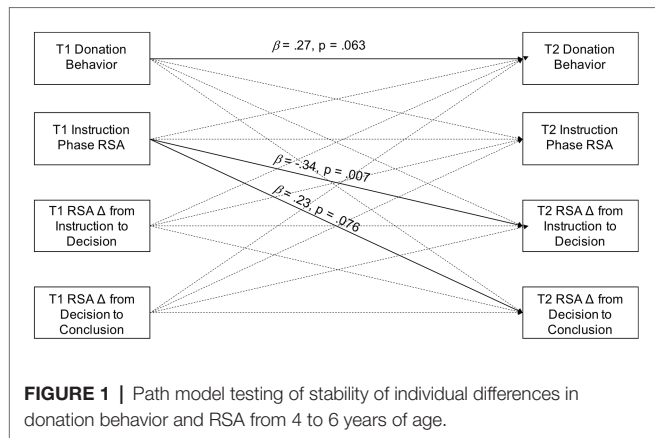 T1 Donation
Behavior
β = .27, p = .063
T2 Donation
Behavior
T1 Instruction
Phase RSA
T2 Instruction
Phase RSA
β = -.34, p = .007
β = .23, p = .076
T1 RSA Δ from
Instruction to
Decision
T2 RSA Δ from
Instruction to
Decision
T1 RSA Δ from
Decision to
Conclusion
T2 RSA Δ from
Decision to
Conclusion
FIGURE 1 | Path model testing of stability of individual differences in
donation behavior and RSA from 4 to 6 years of age.